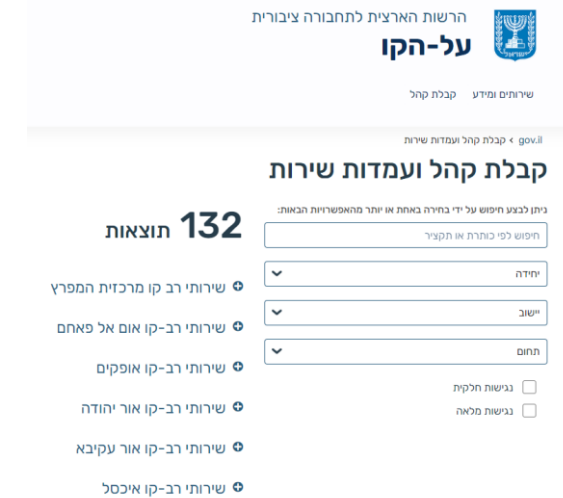 הרשות הארצית לתחבורה ציבורית
על-הקו
שירותים ומידע
קבלת קהל
gov.il › קבלת קהל ועמדות שירות
קבלת קהל ועמדות שירות
ניתן לבצע חיפוש על ידי בחירה באחת או יותר מהאפשרויות הבאות:
חיפוש לפי כותרת או תקציר
יחידה
יישוב
תחום
נגישות חלקית
נגישות מלאה
132 תוצאות
שירותי רב קו מרכזית המפרץ
שירותי רב-קו אום אל פאחם
שירותי רב-קו אופקים
שירותי רב-קו אור יהודה
שירותי רב-קו אור עקיבא
שירותי רב-קו איכסל